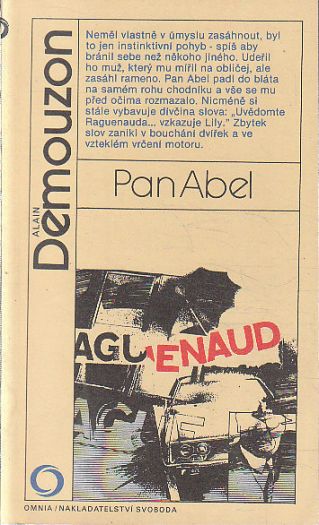 Neměl vlastně v úmyslu zasáhnout, byl
to jen instinktivní pohyb - spíš aby
bránil sebe než někoho jiného. Udeřil
ho muž, který mu mířil na obličej, ale
zasáhl rameno. Pan Abel padl do bláta
na samém rohu chodníku a vše se mu
před očima rozmazalo. Nicméně si
stále vybavuje dívčina slova: „Uvědomte
Raguenauda... vzkazuje Lily.” Zbytek
slov zanikl v bouchání dvířek a ve
vzteklém vrčení motoru.
ALAIN
Demouzon
Pan Abel
AGUENAUD
OMNIA / NAKLADATELSTVÍ SVOBODA